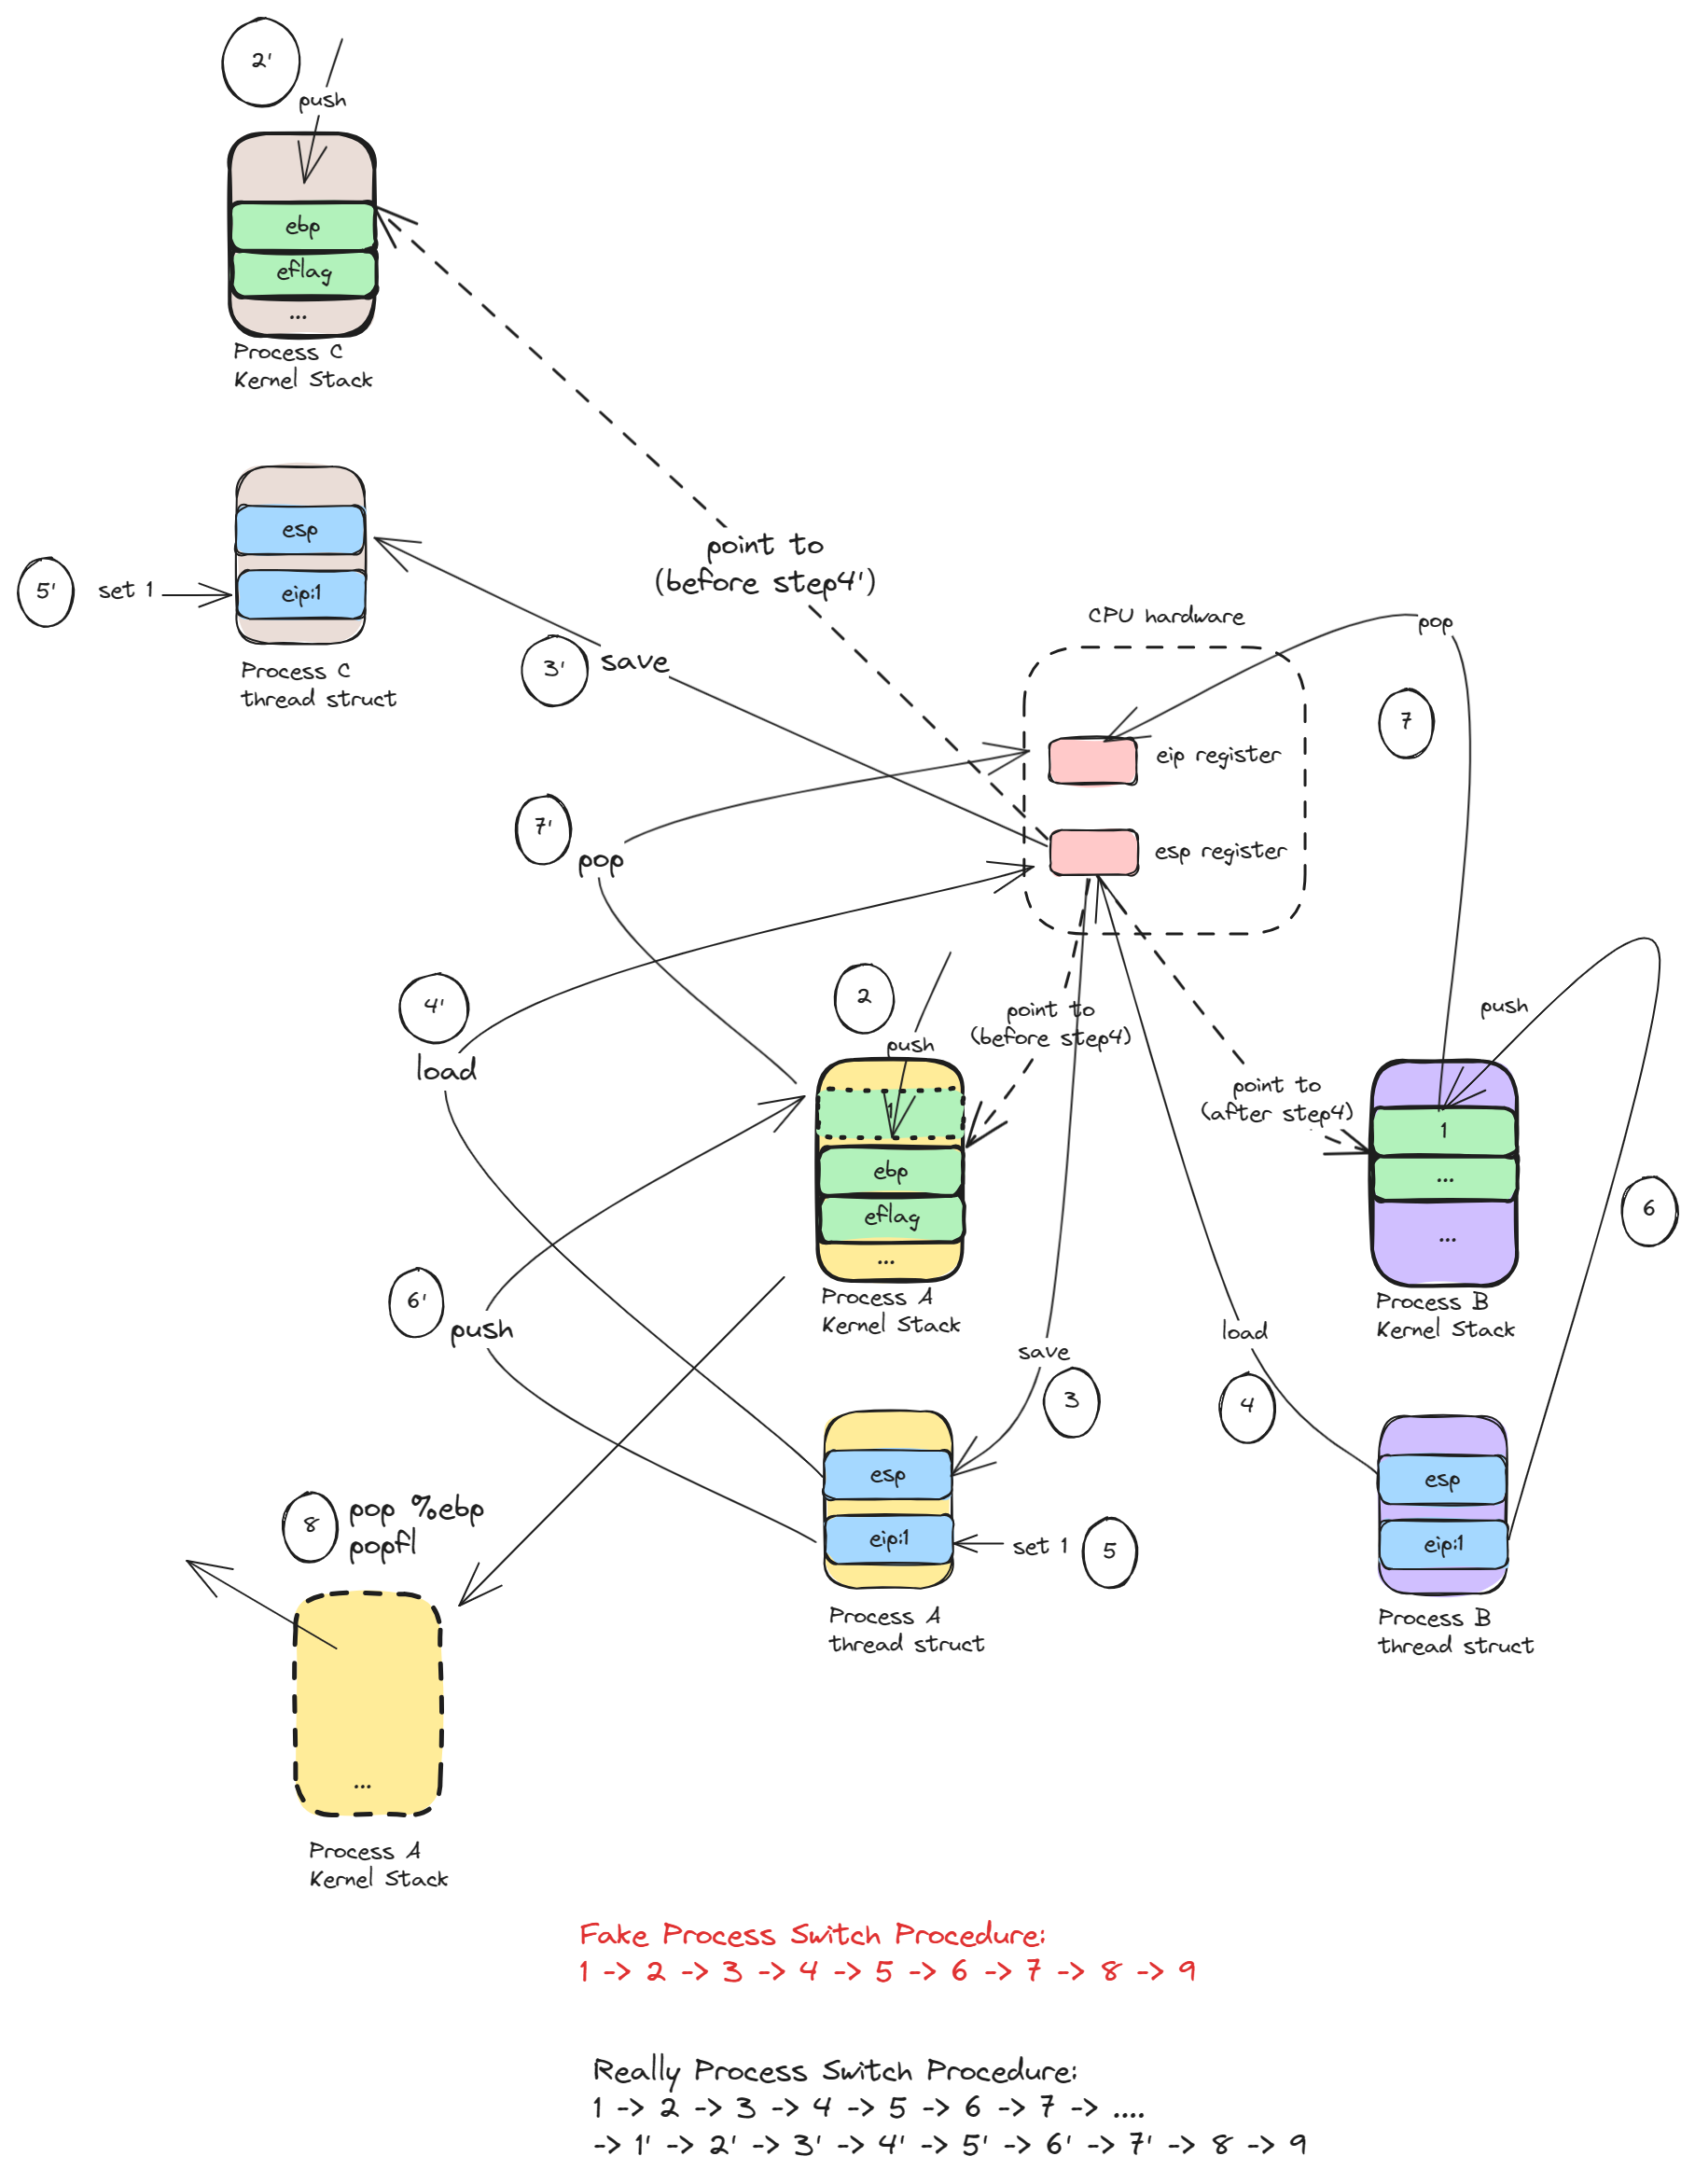 2'
push
ebp
eflag
...
Process C
Kernel Stack
esp
5'
set 1
eip:1
point to
(before step4')
CPU hardware
pop
3'
save
Process C
thread struct
7
eip register
7'
pop
esp register
2
4'
point to
(before step4)
push
push
load
point to
(after step4)
1
1
ebp
...
6
eflag
...
...
Process A
Kernel Stack
Process B
Kernel Stack
6'
push
load
save
3
4
esp
esp
8
pop %ebp
popfl
eip:1
set 1
5
eip:1
Process A
thread struct
Process B
thread struct
...
Process A
Kernel Stack
Fake Process Switch Procedure:
1 -> 2 -> 3 -> 4 -> 5 -> 6 -> 7 -> 8 -> 9
Really Process Switch Procedure:
1 -> 2 -> 3 -> 4 -> 5 -> 6 -> 7 -> ....
-> 1' -> 2' -> 3' -> 4' -> 5' -> 6' -> 7' -> 8 -> 9